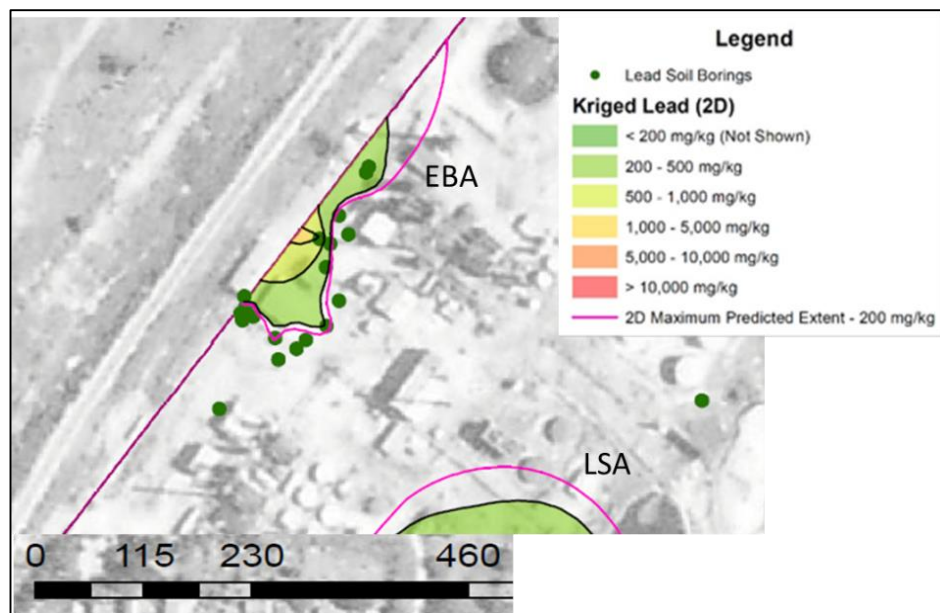 Legend
Lead Soil Borings
Kriged Lead (2D)
< 200 mg/kg (Not Shown)
200 - 500 mg/kg
500 - 1,000 mg/kg
1,000 - 5,000 mg/kg
5,000 - 10,000 mg/kg
> 10,000 mg/kg
2D Maximum Predicted Extent - 200 mg/kg
EBA
LSA
0 115 230 460